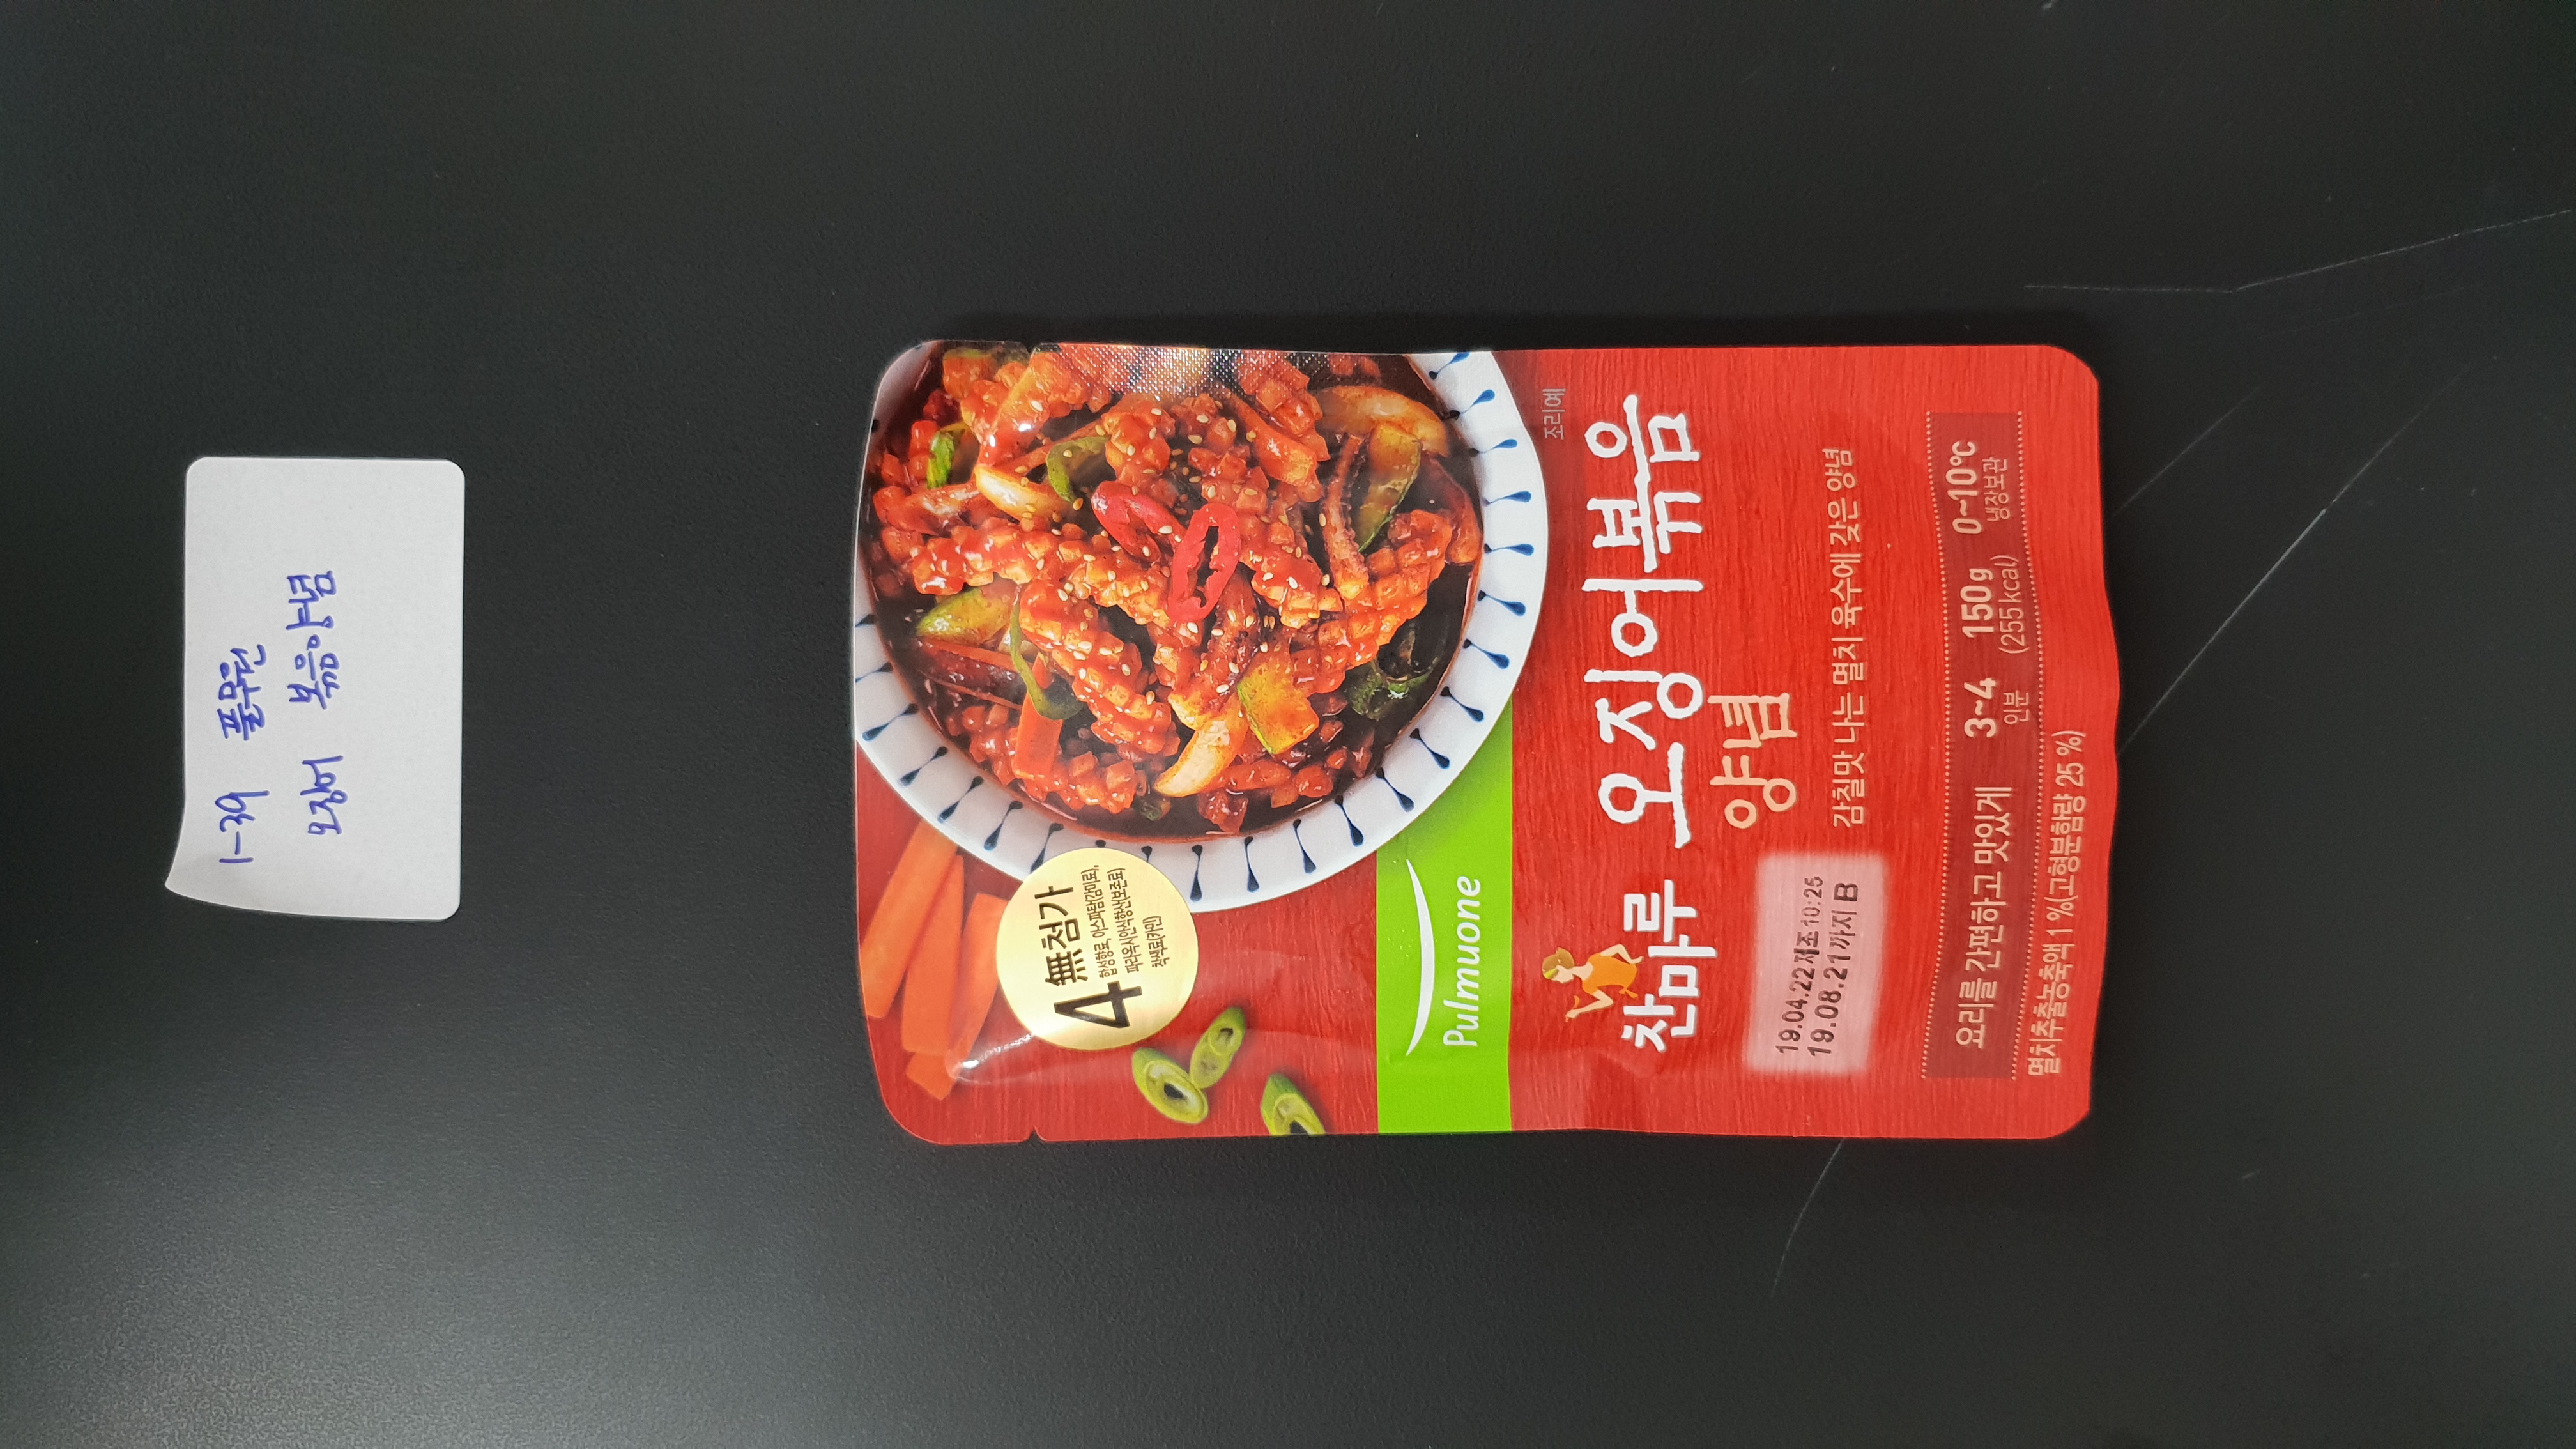 1-39 풀무원
오징어 볶음양념
4 無첨가
합성향료, 아스파탐(감미료),
파라옥시안식향산(보존료)
착색료(카민)
Pulmuone
조리예
찬마루 오징어볶음
양념
19.04.22제조 10:25
19.08.21까지 B
감칠맛 나는 멸치 육수에 갖은 양념
요리를 간편하고 맛있게 3~4 인분 150g (255 kcal) 0~10℃ 냉장보관
멸치추출농축액 1 %(고형분함량 25 %)